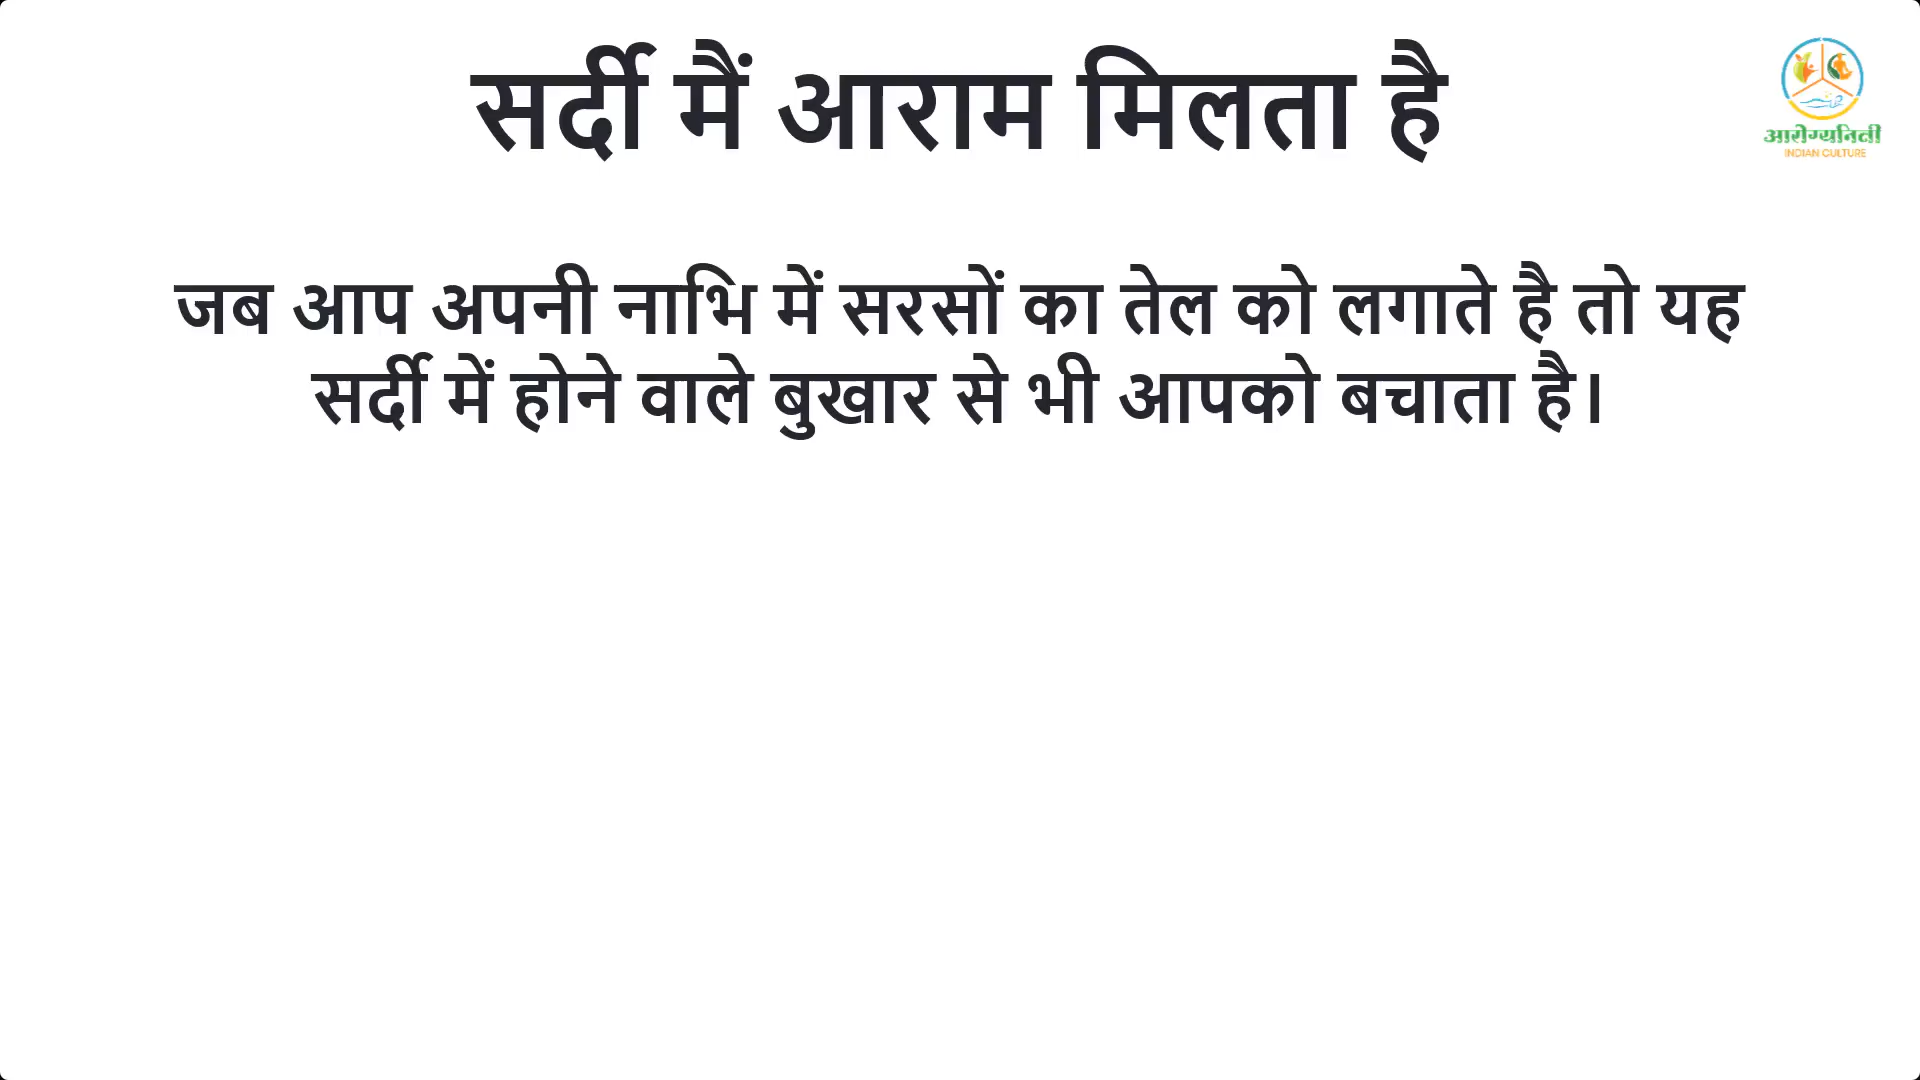 सर्दी मैं आराम मिलता है
आरोग्यनिती
INDIAN CULTURE
जब आप अपनी नाभि में सरसों का तेल को लगाते है तो यह
सर्दी में होने वाले बुखार से भी आपको बचाता है।